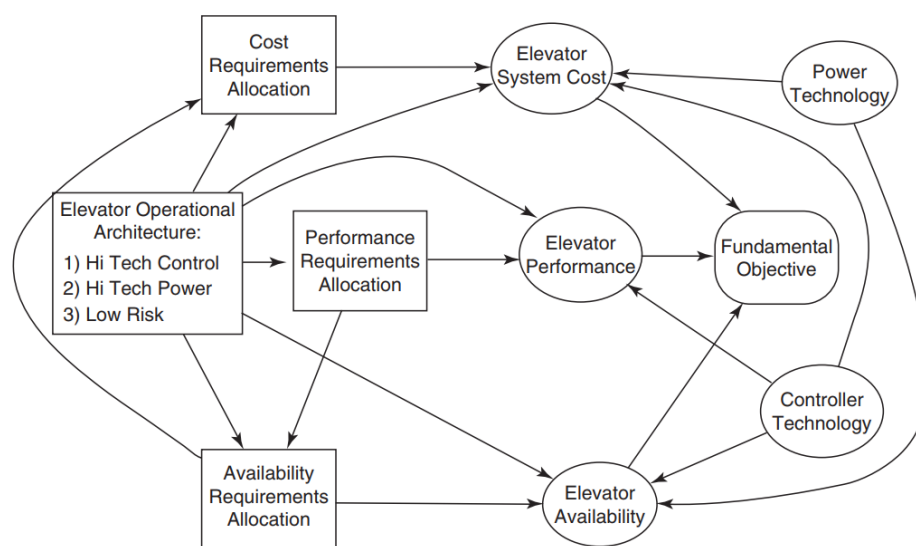 Cost
Requirements
Allocation
Elevator
System Cost
Power
Technology
Elevator Operational
Architecture:
1) Hi Tech Control
2) Hi Tech Power
3) Low Risk
Performance
Requirements
Allocation
Elevator
Performance
Fundamental
Objective
Controller
Technology
Availability
Requirements
Allocation
Elevator
Availability